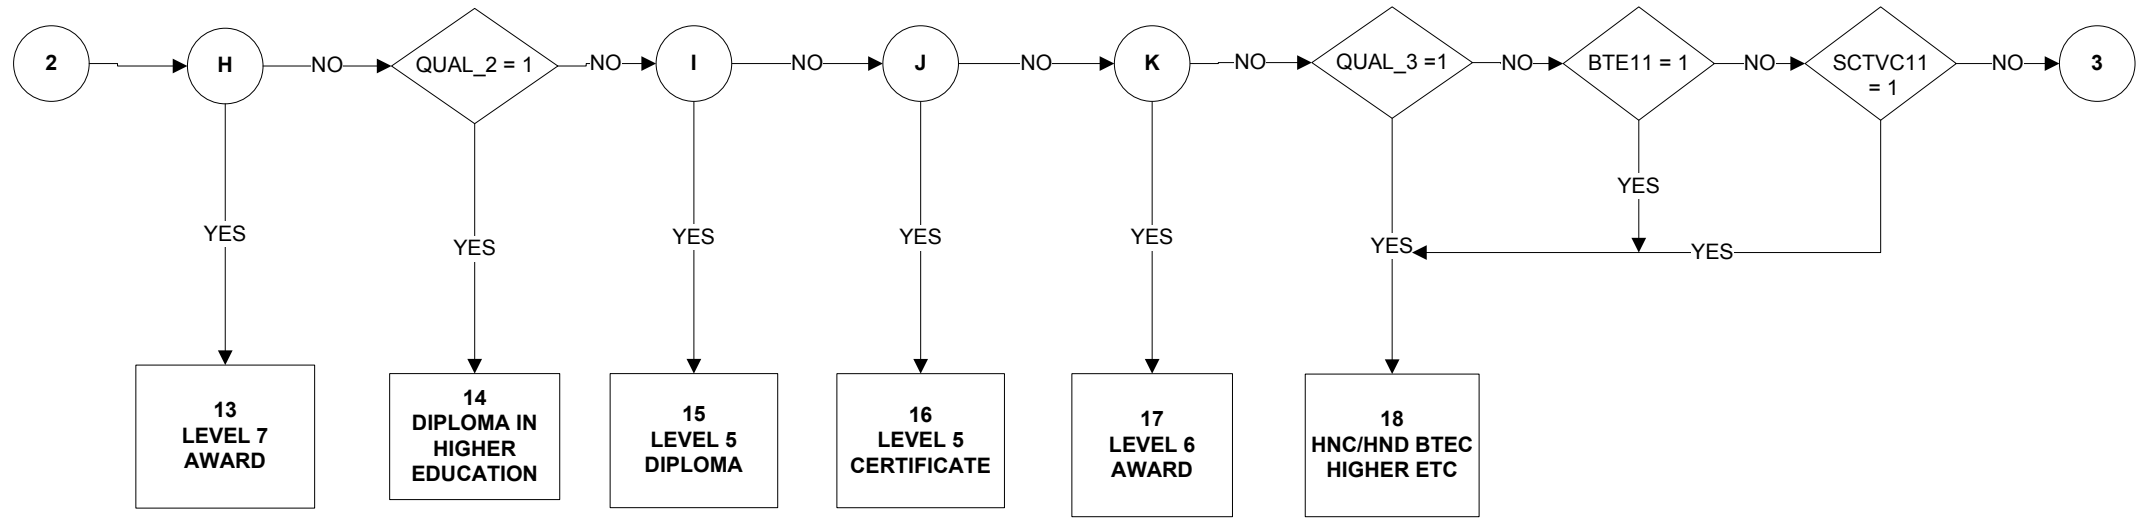 2
H
NO
QUAL_2 = 1
NO
I
NO
J
NO
K
NO
QUAL_3 =1
NO
BTE11 = 1
NO
SCTVC11
= 1
NO
3
YES
YES
YES
YES
YES
YES
YES
YES
13
LEVEL 7
AWARD
14
DIPLOMA IN
HIGHER
EDUCATION
15
LEVEL 5
DIPLOMA
16
LEVEL 5
CERTIFICATE
17
LEVEL 6
AWARD
18
HNC/HND BTEC
HIGHER ETC